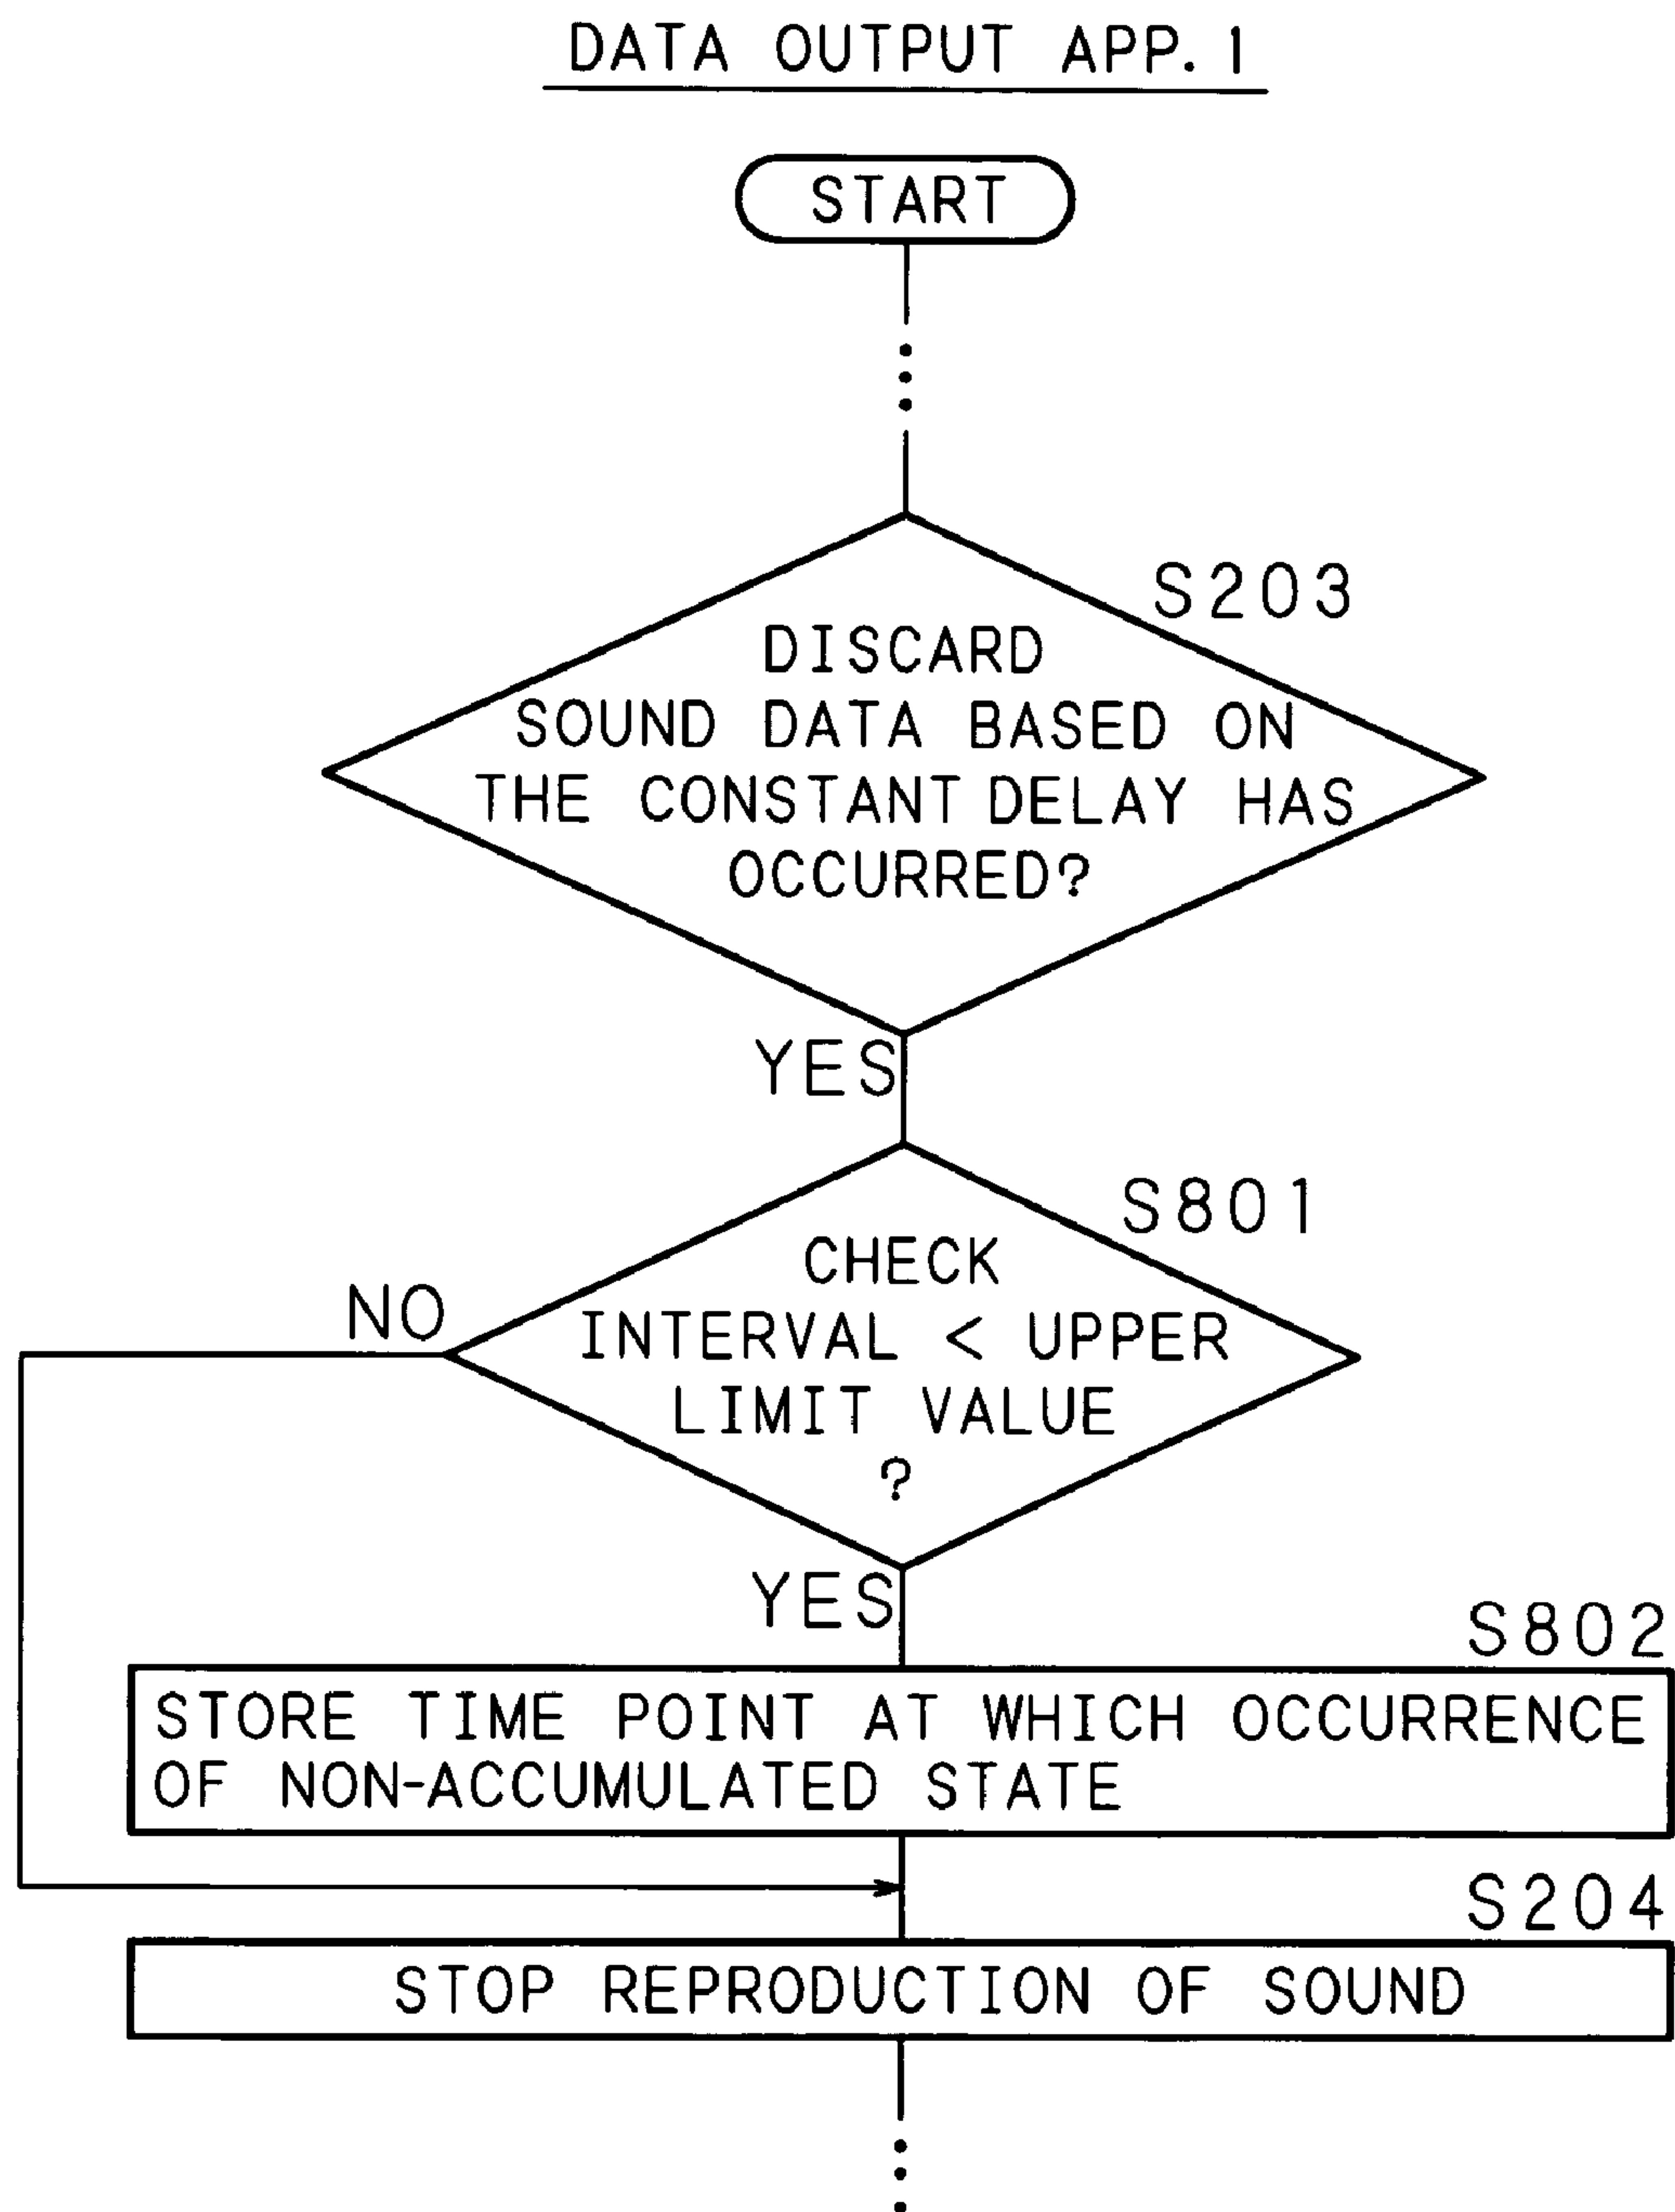 DATA OUTPUT APP. 1
START
S203
DISCARD
SOUND DATA BASED ON
THE CONSTANT DELAY HAS
OCCURRED?
YES
S801
CHECK
INTERVAL < UPPER
LIMIT VALUE
?
NO
YES
S802
STORE TIME POINT AT WHICH OCCURRENCE
OF NON-ACCUMULATED STATE
S204
STOP REPRODUCTION OF SOUND